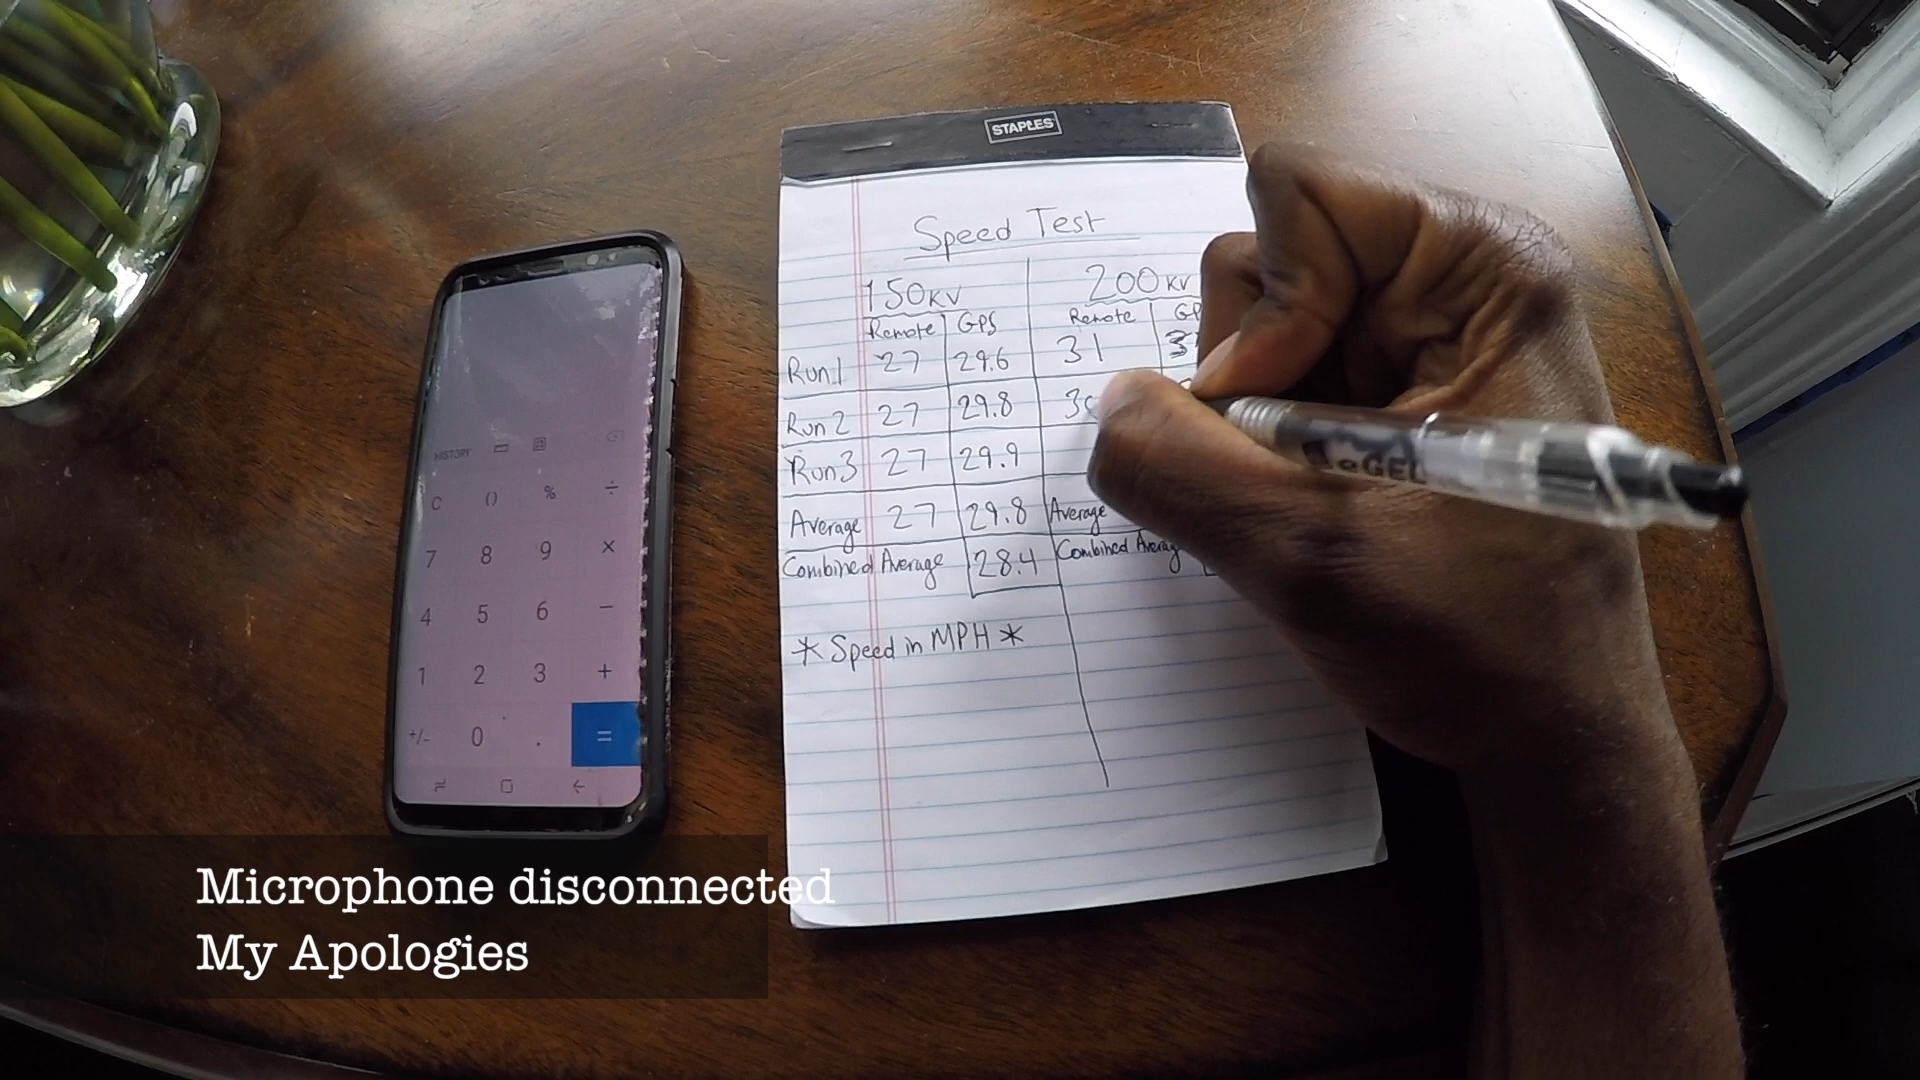 STAPLES
Speed Test
150KV 200KV
Remote GPS Remote
Run 1 27 29.6 31
Run 2 27 29.8
Run 3 27 29.9
Average 27 29.8 Average
Combined Average 28.4 Combined Average
*Speed in MPH*
HISTORY
C () % ÷
7 8 9 ×
4 5 6 −
1 2 3 +
+/- 0 . =
Microphone disconnected
My Apologies